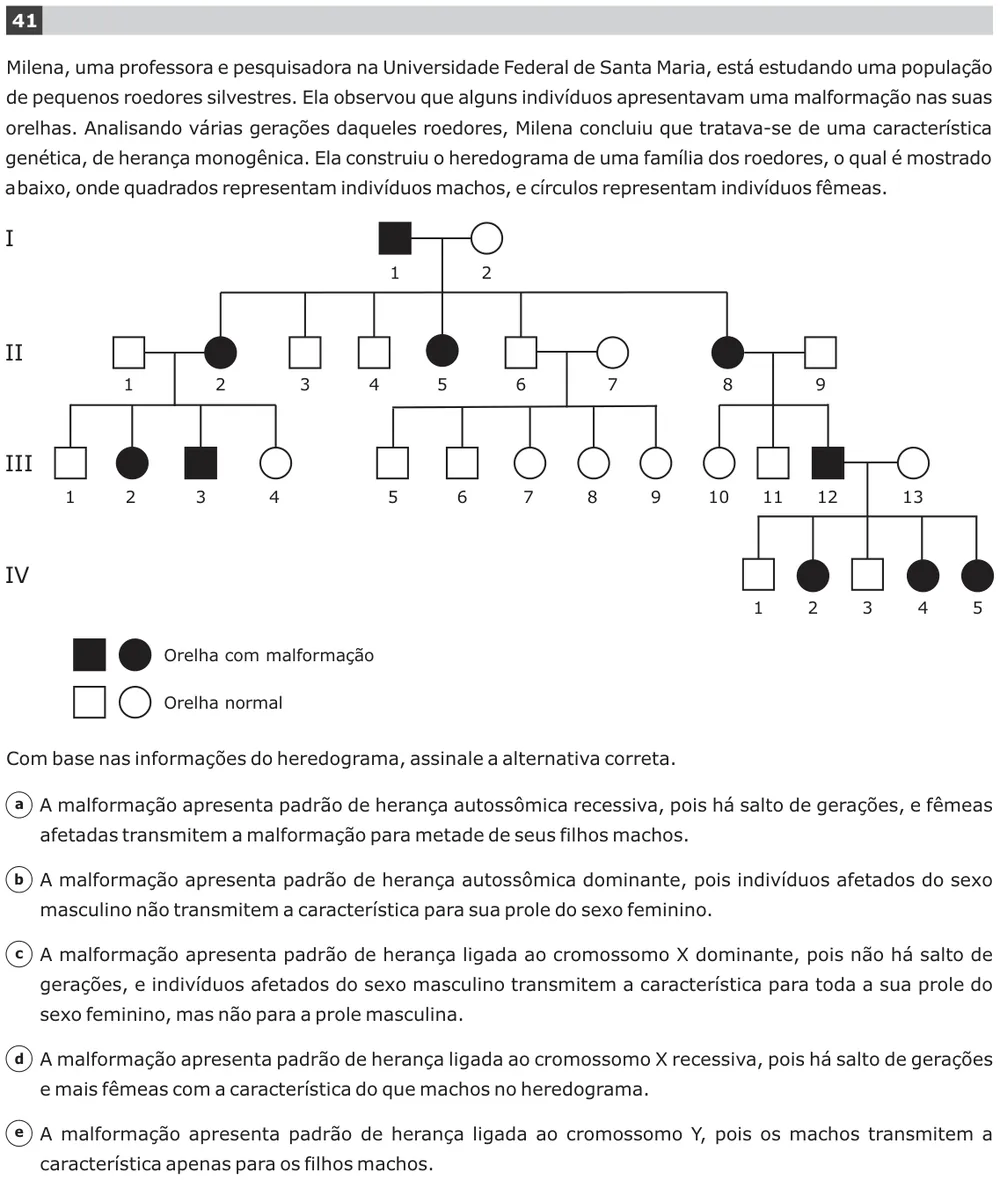 41
Milena, uma professora e pesquisadora na Universidade Federal de Santa Maria, está estudando uma população
de pequenos roedores silvestres. Ela observou que alguns indivíduos apresentavam uma malformação nas suas
orelhas. Analisando várias gerações daqueles roedores, Milena concluiu que tratava-se de uma característica
genética, de herança monogênica. Ela construiu o heredograma de uma família dos roedores, o qual é mostrado
abaixo, onde quadrados representam indivíduos machos, e círculos representam indivíduos fêmeas.
I
1 2
II
1 2 3 4 5 6 7 8 9
III
1 2 3 4 5 6 7 8 9 10 11 12 13
IV
1 2 3 4 5
Orelha com malformação
Orelha normal
Com base nas informações do heredograma, assinale a alternativa correta.
a A malformação apresenta padrão de herança autossômica recessiva, pois há salto de gerações, e fêmeas
afetadas transmitem a malformação para metade de seus filhos machos.
b A malformação apresenta padrão de herança autossômica dominante, pois indivíduos afetados do sexo
masculino não transmitem a característica para sua prole do sexo feminino.
c A malformação apresenta padrão de herança ligada ao cromossomo X dominante, pois não há salto de
gerações, e indivíduos afetados do sexo masculino transmitem a característica para toda a sua prole do
sexo feminino, mas não para a prole masculina.
d A malformação apresenta padrão de herança ligada ao cromossomo X recessiva, pois há salto de gerações
e mais fêmeas com a característica do que machos no heredograma.
e A malformação apresenta padrão de herança ligada ao cromossomo Y, pois os machos transmitem a
característica apenas para os filhos machos.